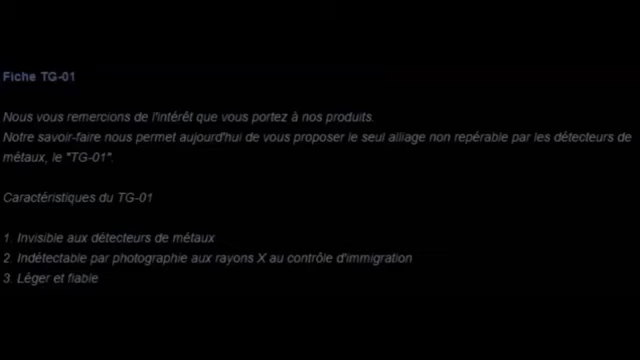 Fiche TG-01
Nous vous remercions de l'intérêt que vous portez à nos produits.
Notre savoir-faire nous permet aujourd'hui de vous proposer le seul alliage non repérable par les détecteurs de
métaux, le "TG-01".
Caractéristiques du TG-01
1. Invisible aux détecteurs de métaux
2. Indétectable par photographie aux rayons X au contrôle d'immigration
3. Léger et fiable